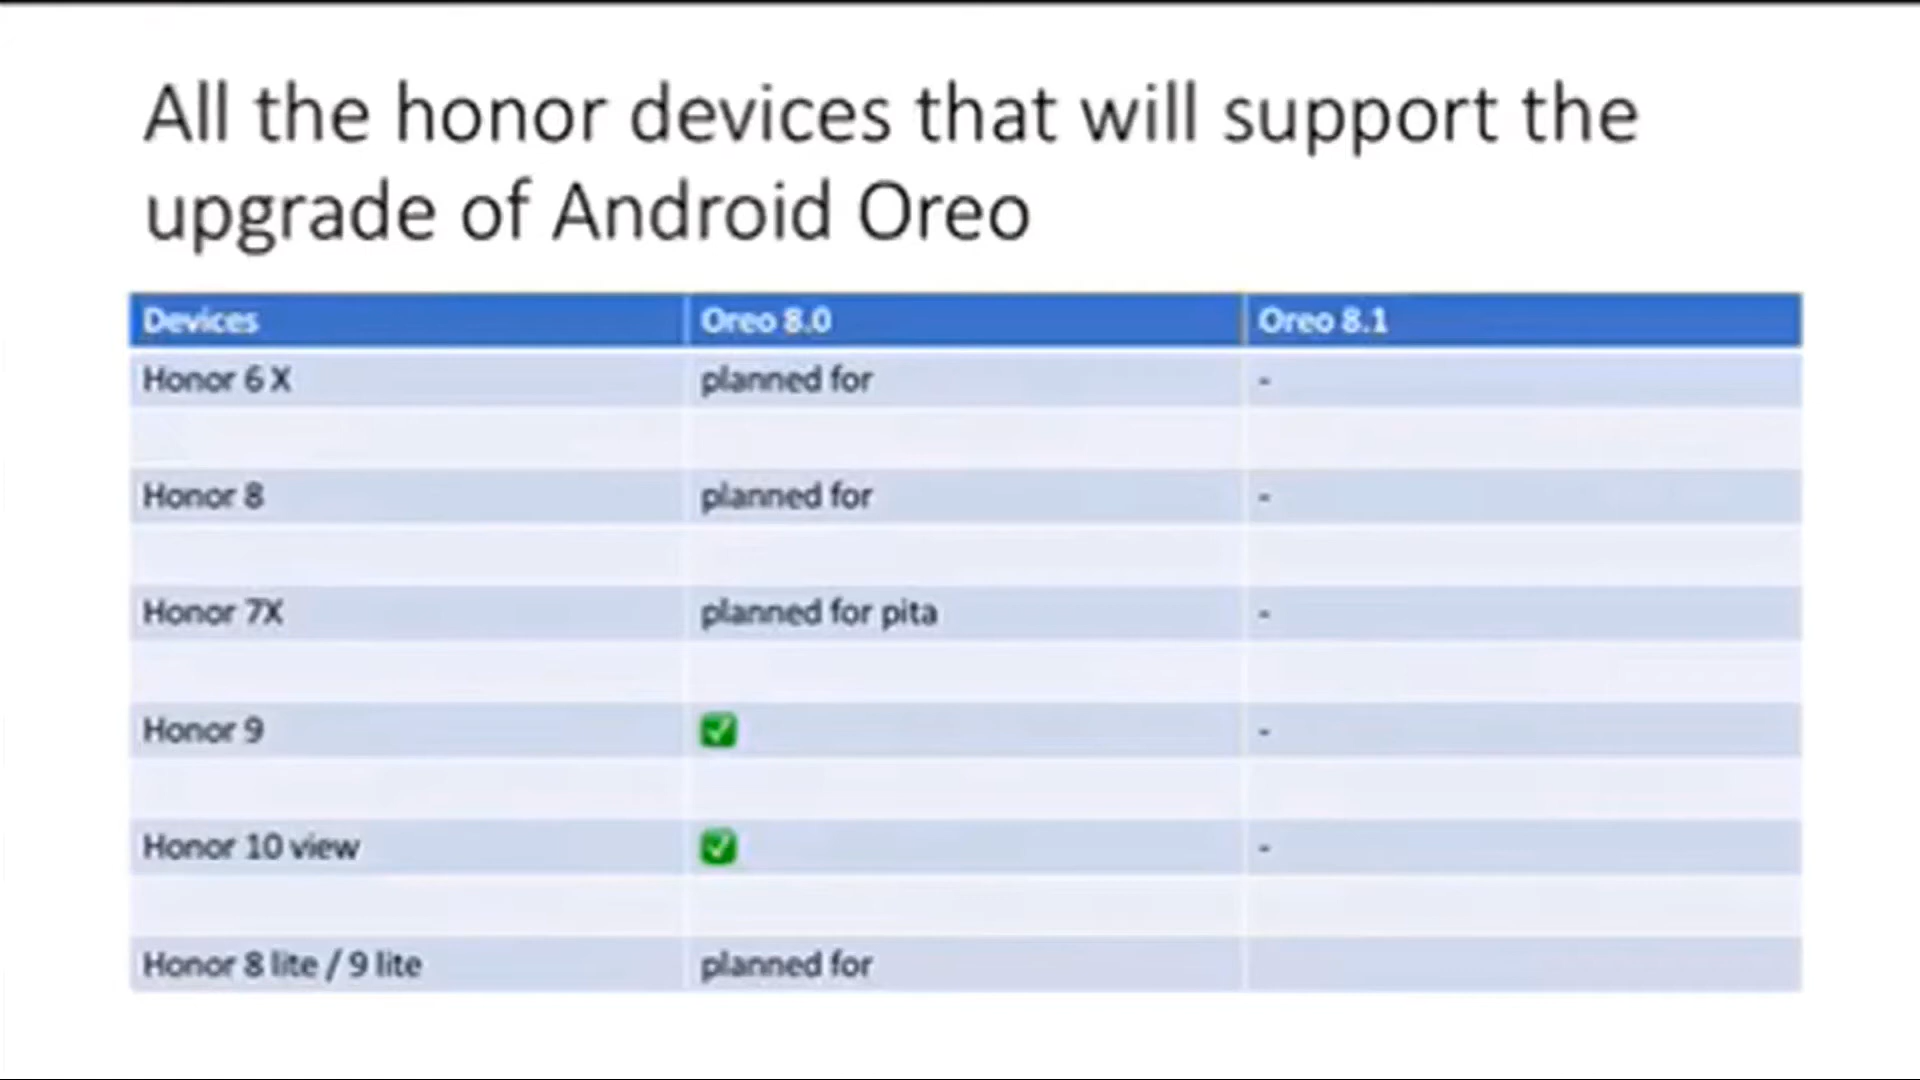 All the honor devices that will support the
upgrade of Android Oreo
Devices Oreo 8.0 Oreo 8.1
Honor 6 X planned for -
Honor 8 planned for -
Honor 7X planned for pita -
Honor 9 ✅ -
Honor 10 view ✅ -
Honor 8 lite / 9 lite planned for